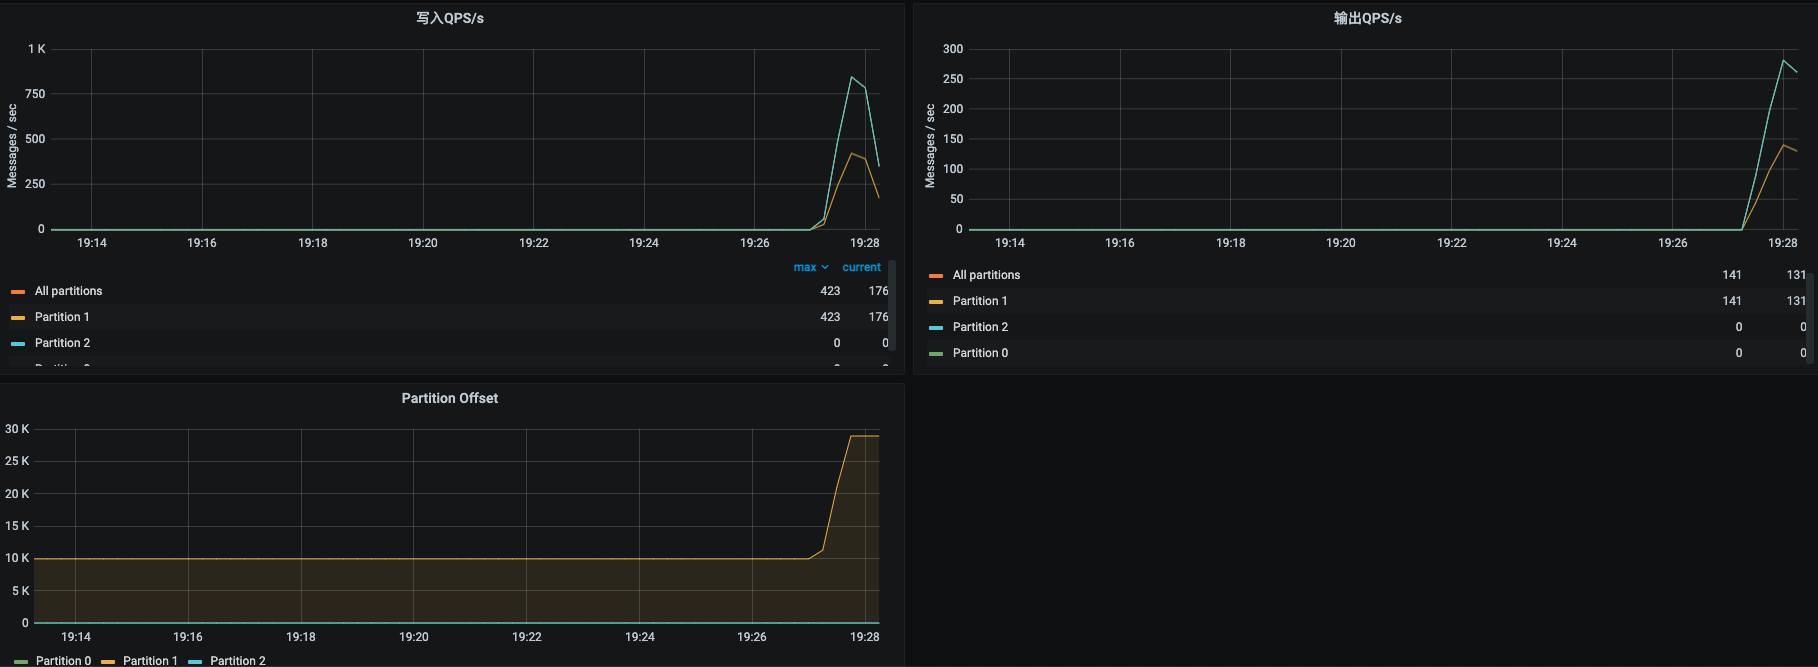 写入QPS/s
1 K
750
500
250
0
Messages / sec
19:14 19:16 19:18 19:20 19:22 19:24 19:26 19:28
max current
All partitions 423 176
Partition 1 423 176
Partition 2 0 0
输出QPS/s
300
250
200
150
100
50
0
Messages / sec
19:14 19:16 19:18 19:20 19:22 19:24 19:26 19:28
All partitions 141 131
Partition 1 141 131
Partition 2 0 0
Partition 0 0 0
Partition Offset
30 K
25 K
20 K
15 K
10 K
5 K
0
19:14 19:16 19:18 19:20 19:22 19:24 19:26 19:28
Partition 0 Partition 1 Partition 2